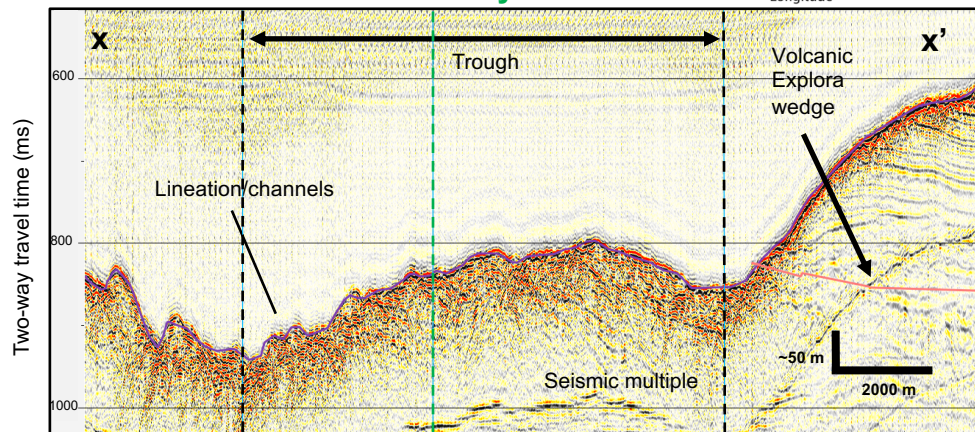 x
x'
Trough
Volcanic
Explora
wedge
600
Lineation/channels
800
Two-way travel time (ms)
~50 m
2000 m
Seismic multiple
1000